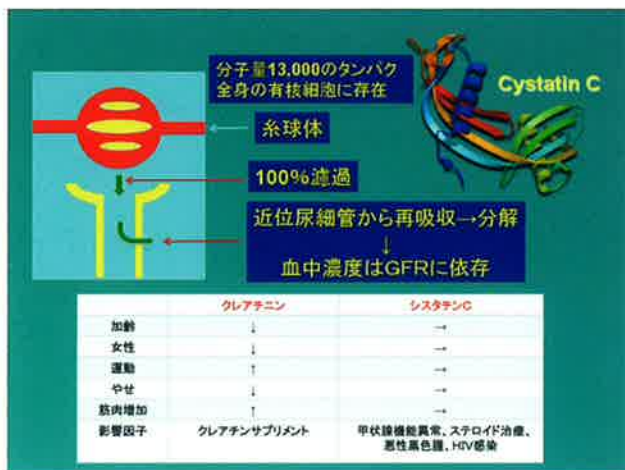 分子量13,000のタンパク
全身の有核細胞に存在
Cystatin C
糸球体
100%濾過
近位尿細管から再吸収→分解
↓
血中濃度はGFRに依存
クレアチニン シスタチンC
加齢 ↓ →
女性 ↓ →
運動 ↑ →
やせ ↓ →
筋肉増加 ↑ →
影響因子 クレアチンサプリメント 甲状腺機能異常、ステロイド治療、
悪性黒色腫、HIV感染